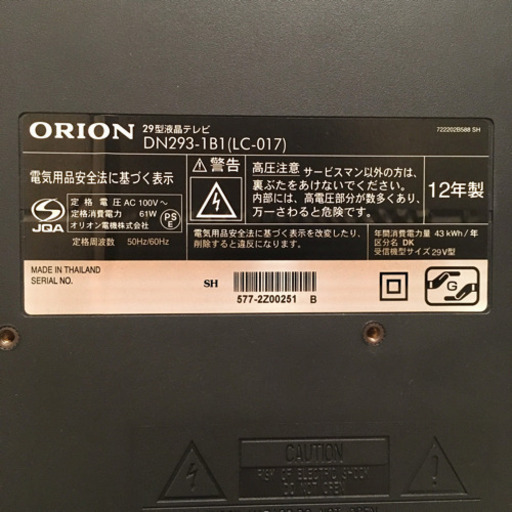 ORION
29型液晶テレビ
DN293-1B1(LC-017)
722202B588 SH
電気用品安全法に基づく表示
JQA
定格電圧 AC 100V~
定格消費電力 61W
オリオン電機株式会社
定格周波数 50Hz/60Hz
PS
E
警告
高圧注意 サービスマン以外の方は、
裏ぶたをあけないでください。
内部には、高電圧部分が数多くあり、
万一さわると危険です。
電気用品安全法に基づく表示を改変したり、
削除すると違反になります。
12年製
年間消費電力量 43 kWh/年
区分名 DK
受信機型サイズ 29V型
MADE IN THAILAND
SERIAL NO.
SH
577-2Z00251 B
G
CAUTION
RISK OF ELECTRIC SHOCK
DO NOT OPEN